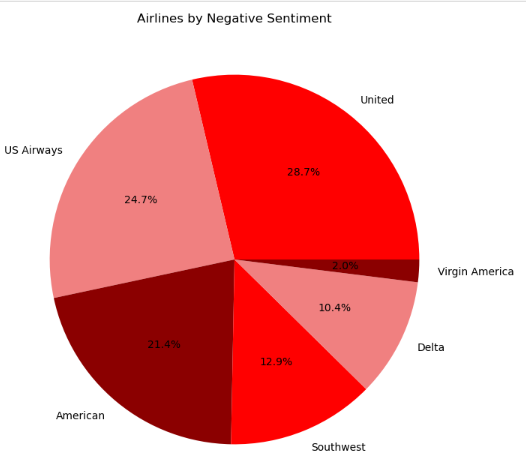 Airlines by Negative Sentiment
United
US Airways
28.7%
24.7%
2.0%
Virgin America
10.4%
21.4%
Delta
12.9%
American
Southwest